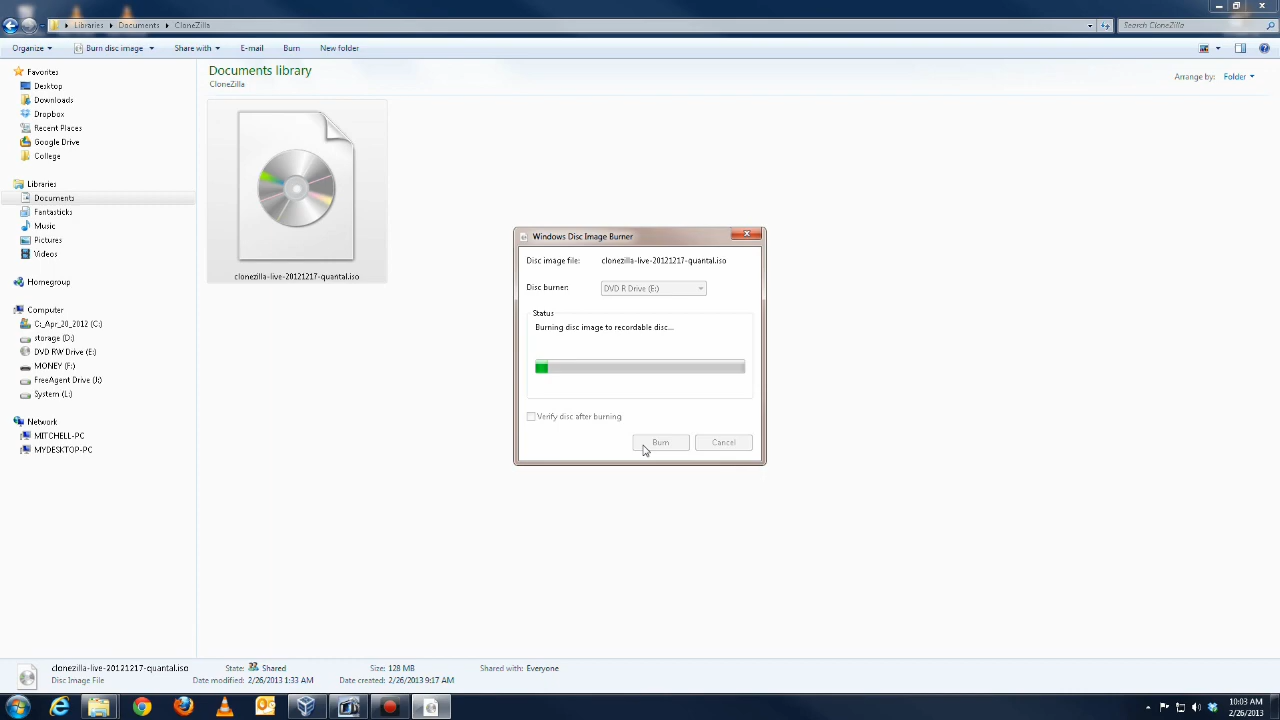 Libraries ▸ Documents ▸ CloneZilla
Search CloneZilla
Organize Burn disc image Share with E-mail Burn New folder
Favorites
Desktop
Downloads
Dropbox
Recent Places
Google Drive
College
Libraries
Documents
Fantasticks
Music
Pictures
Videos
Homegroup
Computer
C:_Apr_20_2012 (C:)
storage (D:)
DVD RW Drive (E:)
MONEY (F:)
FreeAgent Drive (J:)
System (L:)
Network
MITCHELL-PC
MYDESKTOP-PC
Documents library
CloneZilla
Arrange by: Folder
clonezilla-live-20121217-quantal.iso
Windows Disc Image Burner
Disc image file: clonezilla-live-20121217-quantal.iso
Disc burner: DVD R Drive (E:)
Status
Burning disc image to recordable disc...
Verify disc after burning
Burn Cancel
clonezilla-live-20121217-quantal.iso State: Shared Size: 128 MB Shared with: Everyone
Disc Image File Date modified: 2/26/2013 1:33 AM Date created: 2/26/2013 9:17 AM
10:03 AM
2/26/2013